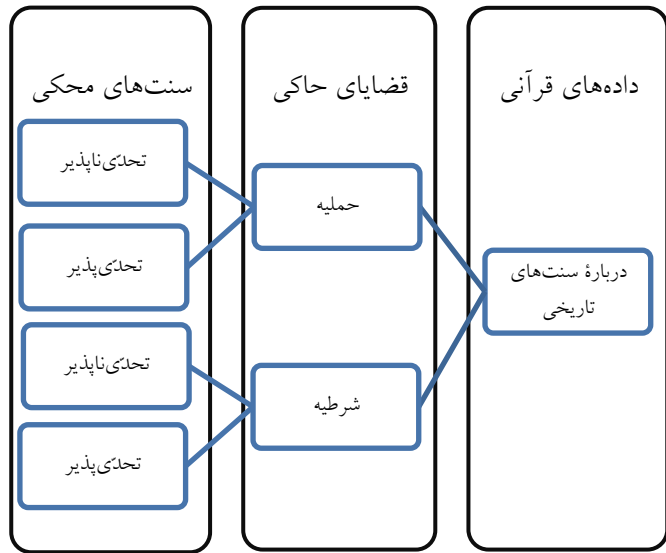 داده‌های قرآنی
دربارهٔ سنت‌های
تاریخی
قضایای حاکی
حملیه
شرطیه
سنت‌های محکی
تحدّی‌ناپذیر
تحدّی‌پذیر
تحدّی‌ناپذیر
تحدّی‌پذیر